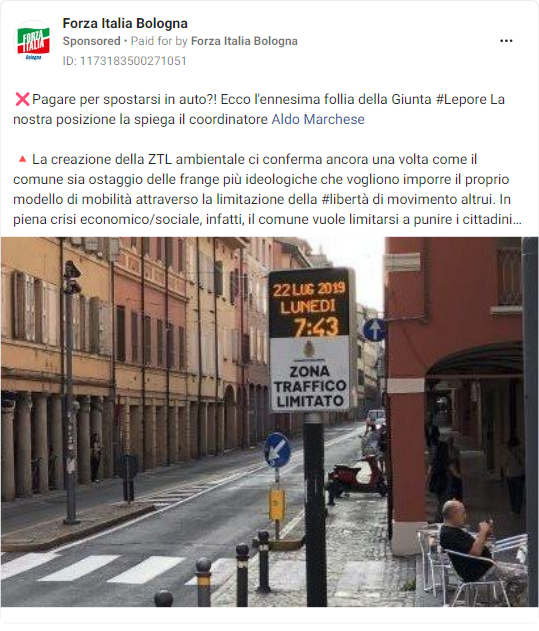 Forza Italia Bologna
Sponsored • Paid for by Forza Italia Bologna
ID: 1173183500271051
FORZA
ITALIA
Bologna
❌Pagare per spostarsi in auto?! Ecco l'ennesima follia della Giunta #Lepore La
nostra posizione la spiega il coordinatore Aldo Marchese
🔺La creazione della ZTL ambientale ci conferma ancora una volta come il
comune sia ostaggio delle frange più ideologiche che vogliono imporre il proprio
modello di mobilità attraverso la limitazione della #libertà di movimento altrui. In
piena crisi economico/sociale, infatti, il comune vuole limitarsi a punire i cittadini...
22 LUG 2019
LUNEDI
7:43
ZONA
TRAFFICO
LIMITATO